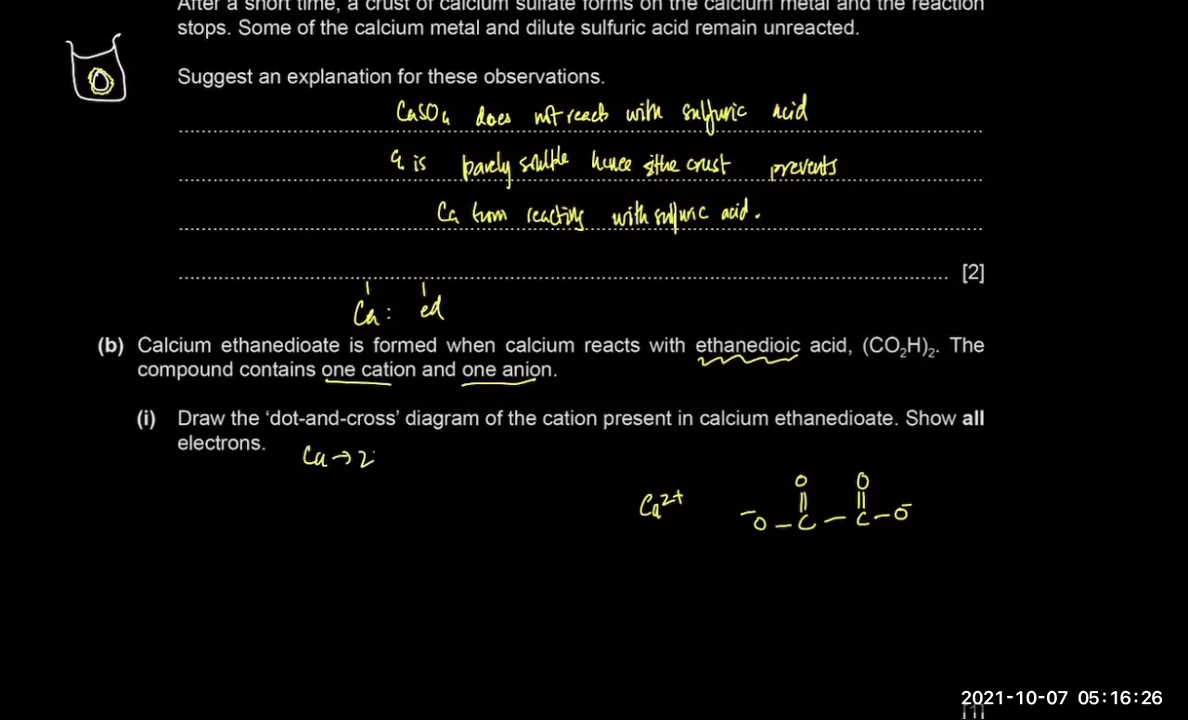 After a short time, a crust of calcium sulfate forms on the calcium metal and the reaction
stops. Some of the calcium metal and dilute sulfuric acid remain unreacted.
Suggest an explanation for these observations.
CaSO4 does not react with sulfuric acid
& is barely soluble hence the crust prevents
Ca from reacting with sulfuric acid.
[2]
Ca: ed
(b) Calcium ethanedioate is formed when calcium reacts with ethanedioic acid, (CO₂H)₂. The
compound contains one cation and one anion.
(i) Draw the 'dot-and-cross' diagram of the cation present in calcium ethanedioate. Show all
electrons.
Ca → 2
O O
Ca²⁺ ⁻O – C – C – O⁻
2021-10-07 05:16:26
[1]